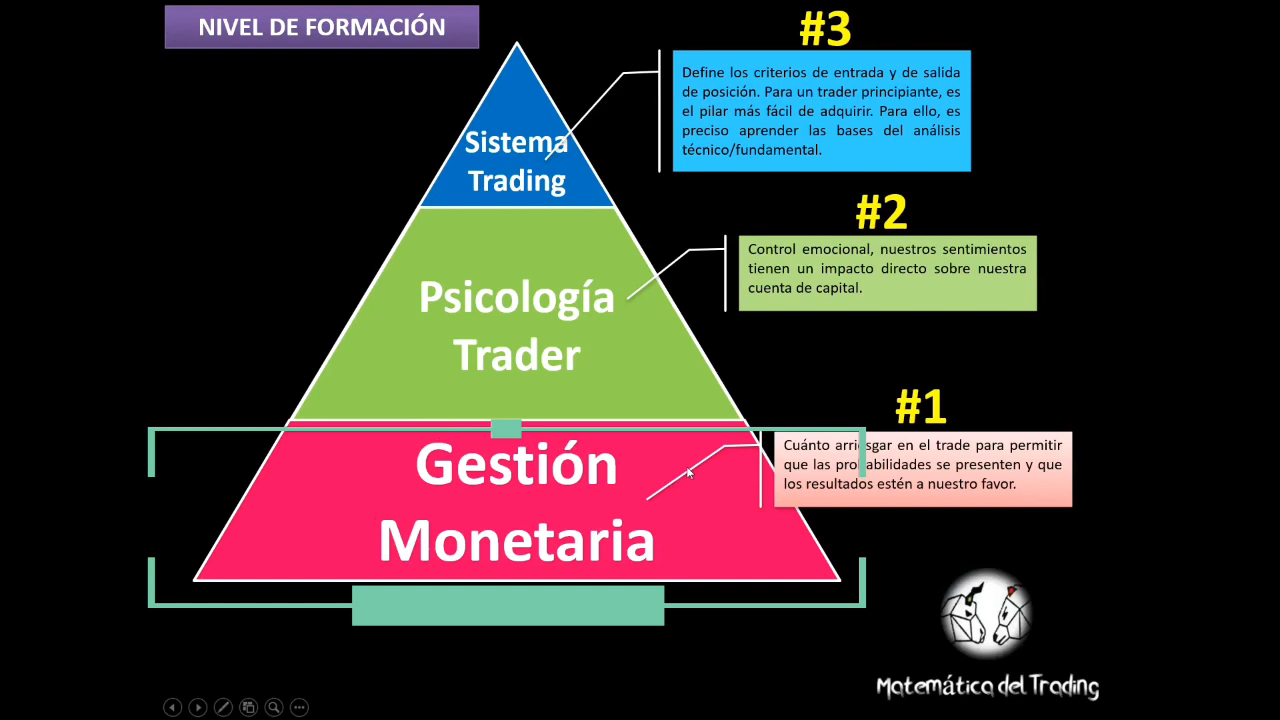 NIVEL DE FORMACIÓN
#3
Define los criterios de entrada y de salida
de posición. Para un trader principiante, es
el pilar más fácil de adquirir. Para ello, es
preciso aprender las bases del análisis
técnico/fundamental.
Sistema
Trading
#2
Control emocional, nuestros sentimientos
tienen un impacto directo sobre nuestra
cuenta de capital.
Psicología
Trader
#1
Cuánto arriesgar en el trade para permitir
que las probabilidades se presenten y que
los resultados estén a nuestro favor.
Gestión
Monetaria
Matemática del Trading